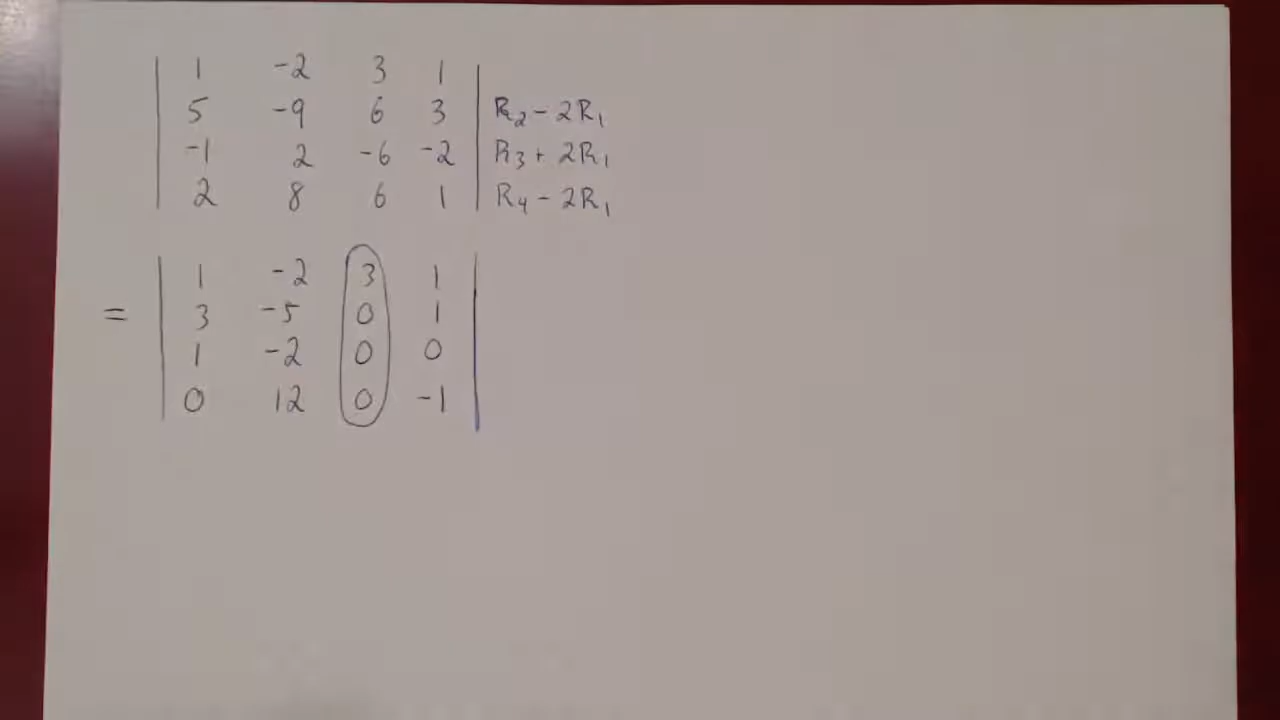 | 1 -2 3 1 |
| 5 -9 6 3 | R₂ - 2R₁
| -1 2 -6 -2 | R₃ + 2R₁
| 2 8 6 1 | R₄ - 2R₁
| 1 -2 3 1 |
= | 3 -5 0 1 |
| 1 -2 0 0 |
| 0 12 0 -1 |